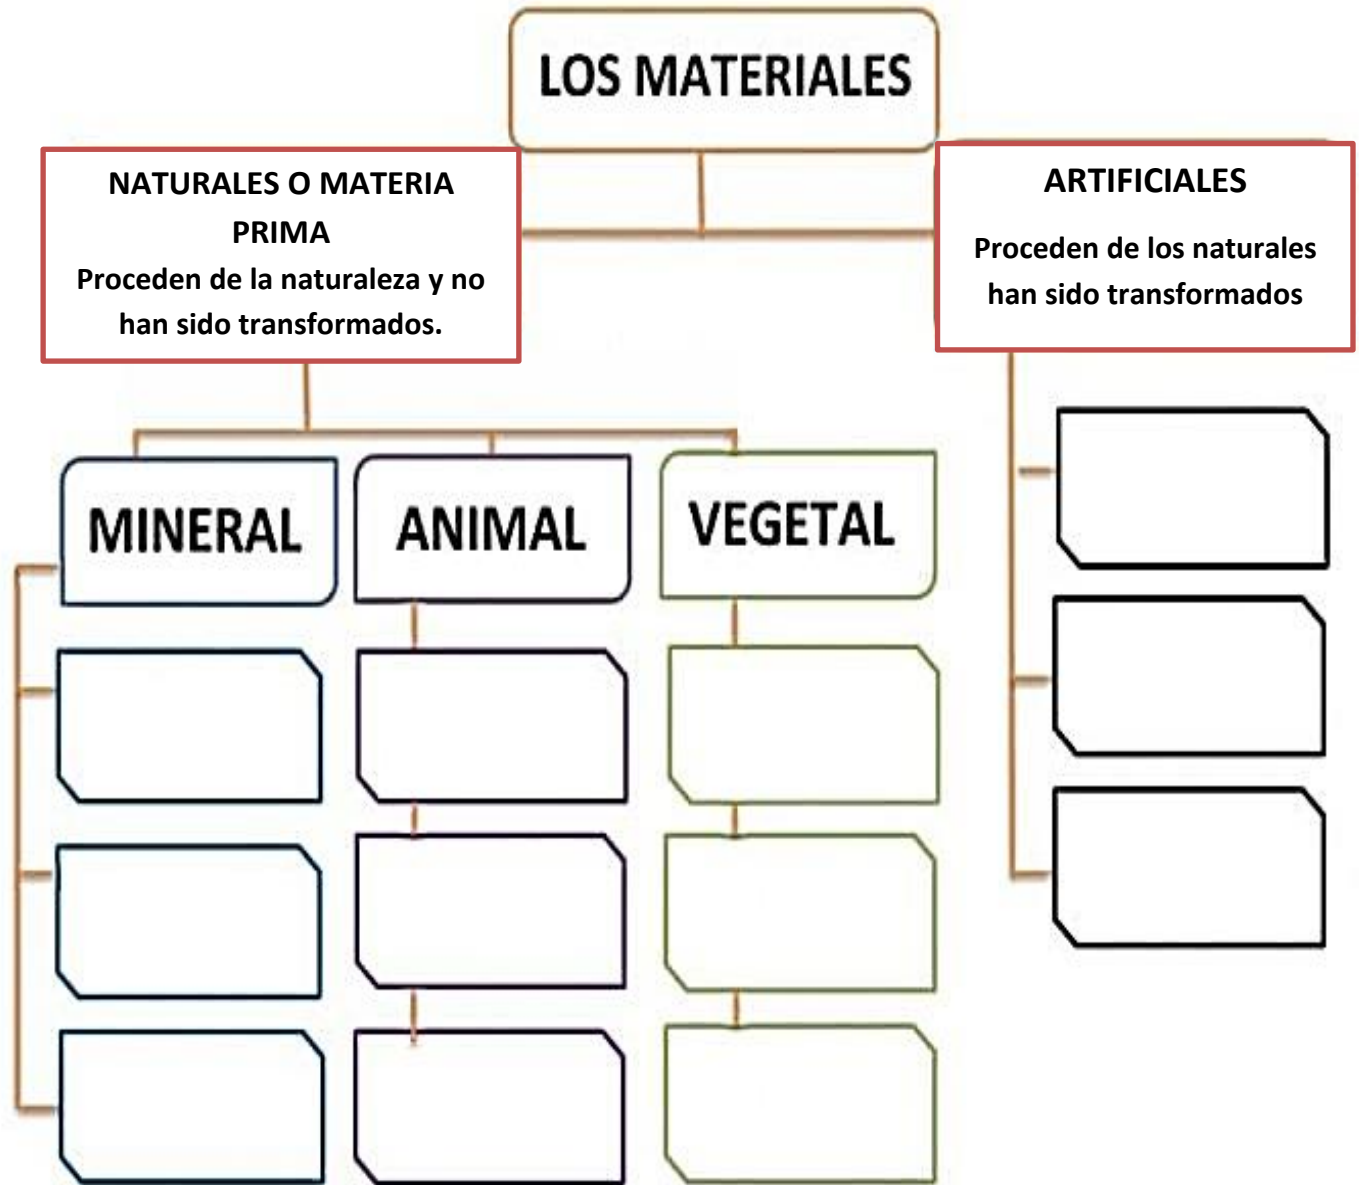 LOS MATERIALES
NATURALES O MATERIA
PRIMA
Proceden de la naturaleza y no
han sido transformados.
ARTIFICIALES
Proceden de los naturales
han sido transformados
MINERAL
ANIMAL
VEGETAL